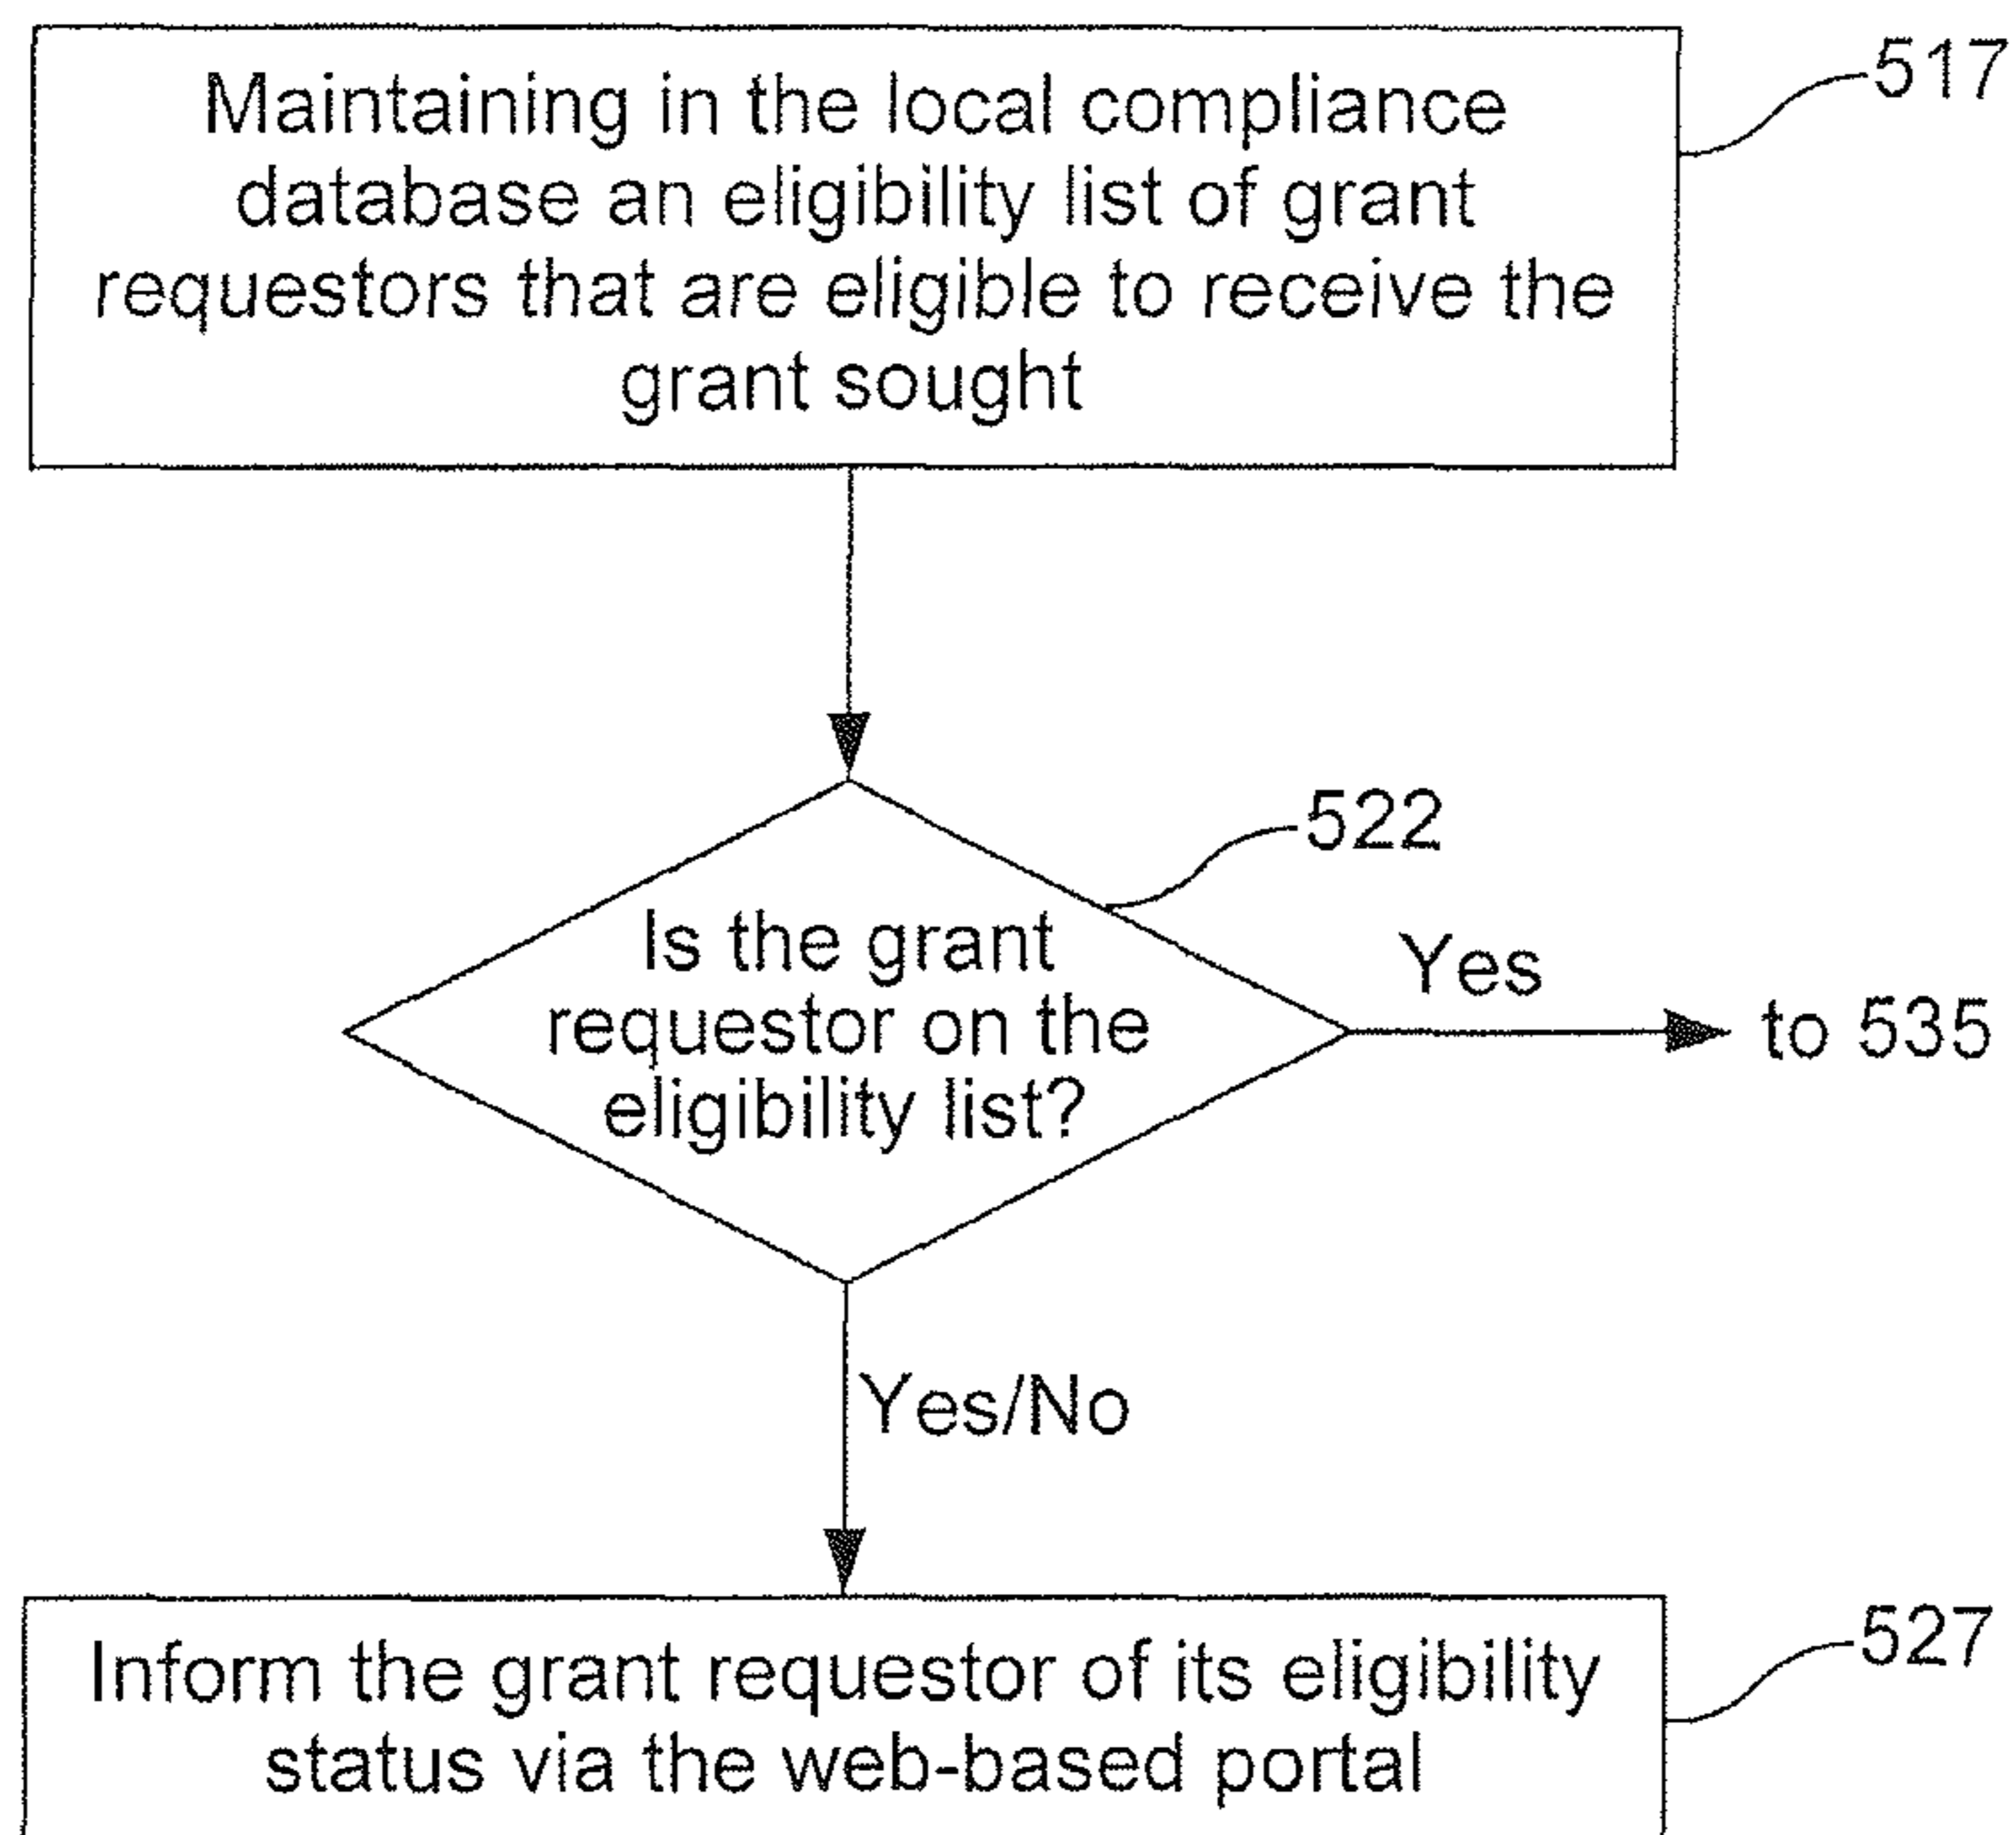 Maintaining in the local compliance
database an eligibility list of grant
requestors that are eligible to receive the
grant sought
517
522
Is the grant
requestor on the
eligibility list?
Yes
to 535
Yes/No
Inform the grant requestor of its eligibility
status via the web-based portal
527